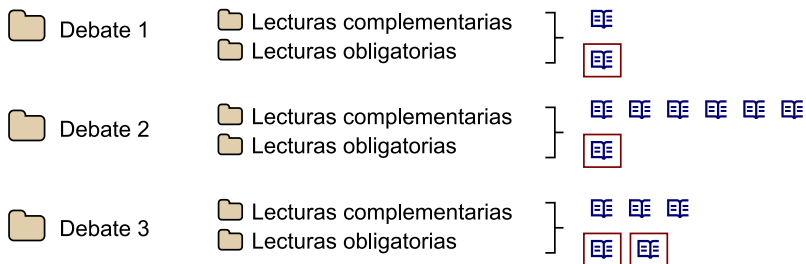 Debate 1
Lecturas complementarias
Lecturas obligatorias
Debate 2
Lecturas complementarias
Lecturas obligatorias
Debate 3
Lecturas complementarias
Lecturas obligatorias